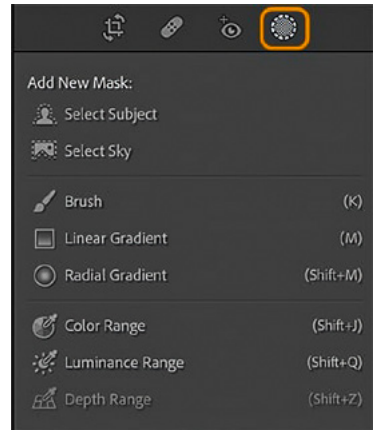 Add New Mask:
Select Subject
Select Sky
Brush (K)
Linear Gradient (M)
Radial Gradient (Shift+M)
Color Range (Shift+J)
Luminance Range (Shift+Q)
Depth Range (Shift+Z)